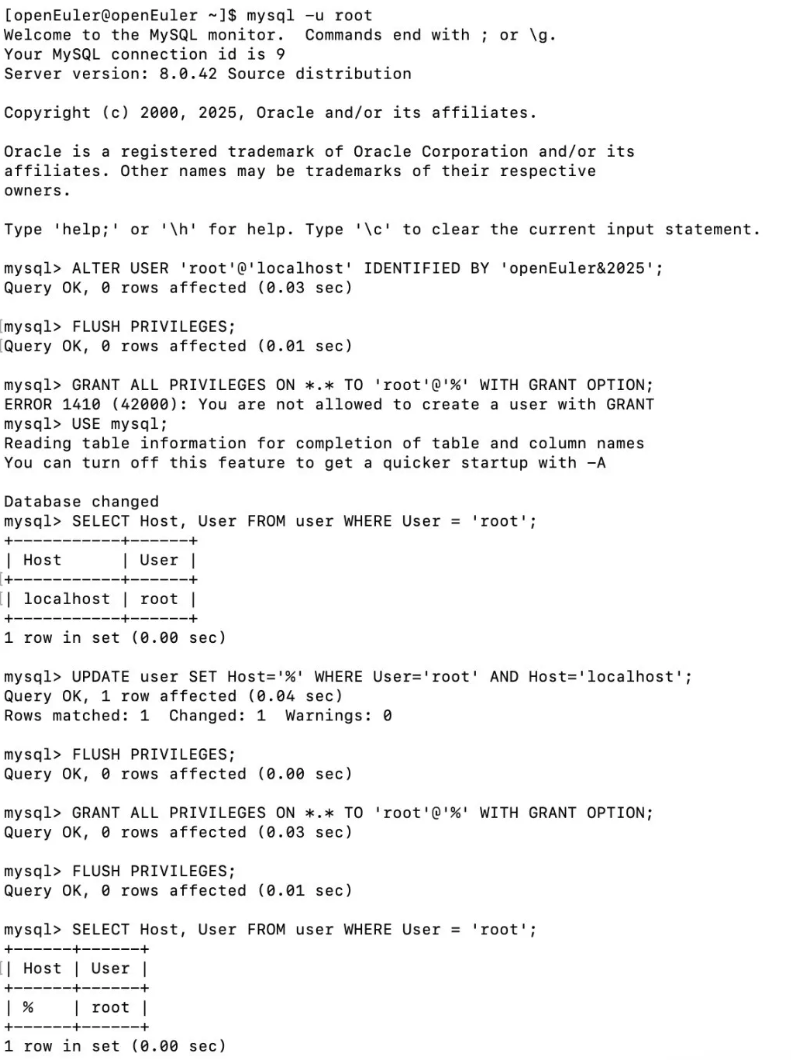 [openEuler@openEuler ~]$ mysql -u root
Welcome to the MySQL monitor.  Commands end with ; or \g.
Your MySQL connection id is 9
Server version: 8.0.42 Source distribution

Copyright (c) 2000, 2025, Oracle and/or its affiliates.

Oracle is a registered trademark of Oracle Corporation and/or its
affiliates. Other names may be trademarks of their respective
owners.

Type 'help;' or '\h' for help. Type '\c' to clear the current input statement.

mysql> ALTER USER 'root'@'localhost' IDENTIFIED BY 'openEuler&2025';
Query OK, 0 rows affected (0.03 sec)

mysql> FLUSH PRIVILEGES;
Query OK, 0 rows affected (0.01 sec)

mysql> GRANT ALL PRIVILEGES ON *.* TO 'root'@'%' WITH GRANT OPTION;
ERROR 1410 (42000): You are not allowed to create a user with GRANT
mysql> USE mysql;
Reading table information for completion of table and column names
You can turn off this feature to get a quicker startup with -A

Database changed
mysql> SELECT Host, User FROM user WHERE User = 'root';
+-----------+------+
| Host      | User |
+-----------+------+
| localhost | root |
+-----------+------+
1 row in set (0.00 sec)

mysql> UPDATE user SET Host='%' WHERE User='root' AND Host='localhost';
Query OK, 1 row affected (0.04 sec)
Rows matched: 1  Changed: 1  Warnings: 0

mysql> FLUSH PRIVILEGES;
Query OK, 0 rows affected (0.00 sec)

mysql> GRANT ALL PRIVILEGES ON *.* TO 'root'@'%' WITH GRANT OPTION;
Query OK, 0 rows affected (0.03 sec)

mysql> FLUSH PRIVILEGES;
Query OK, 0 rows affected (0.01 sec)

mysql> SELECT Host, User FROM user WHERE User = 'root';
+------+------+
| Host | User |
+------+------+
| %    | root |
+------+------+
1 row in set (0.00 sec)